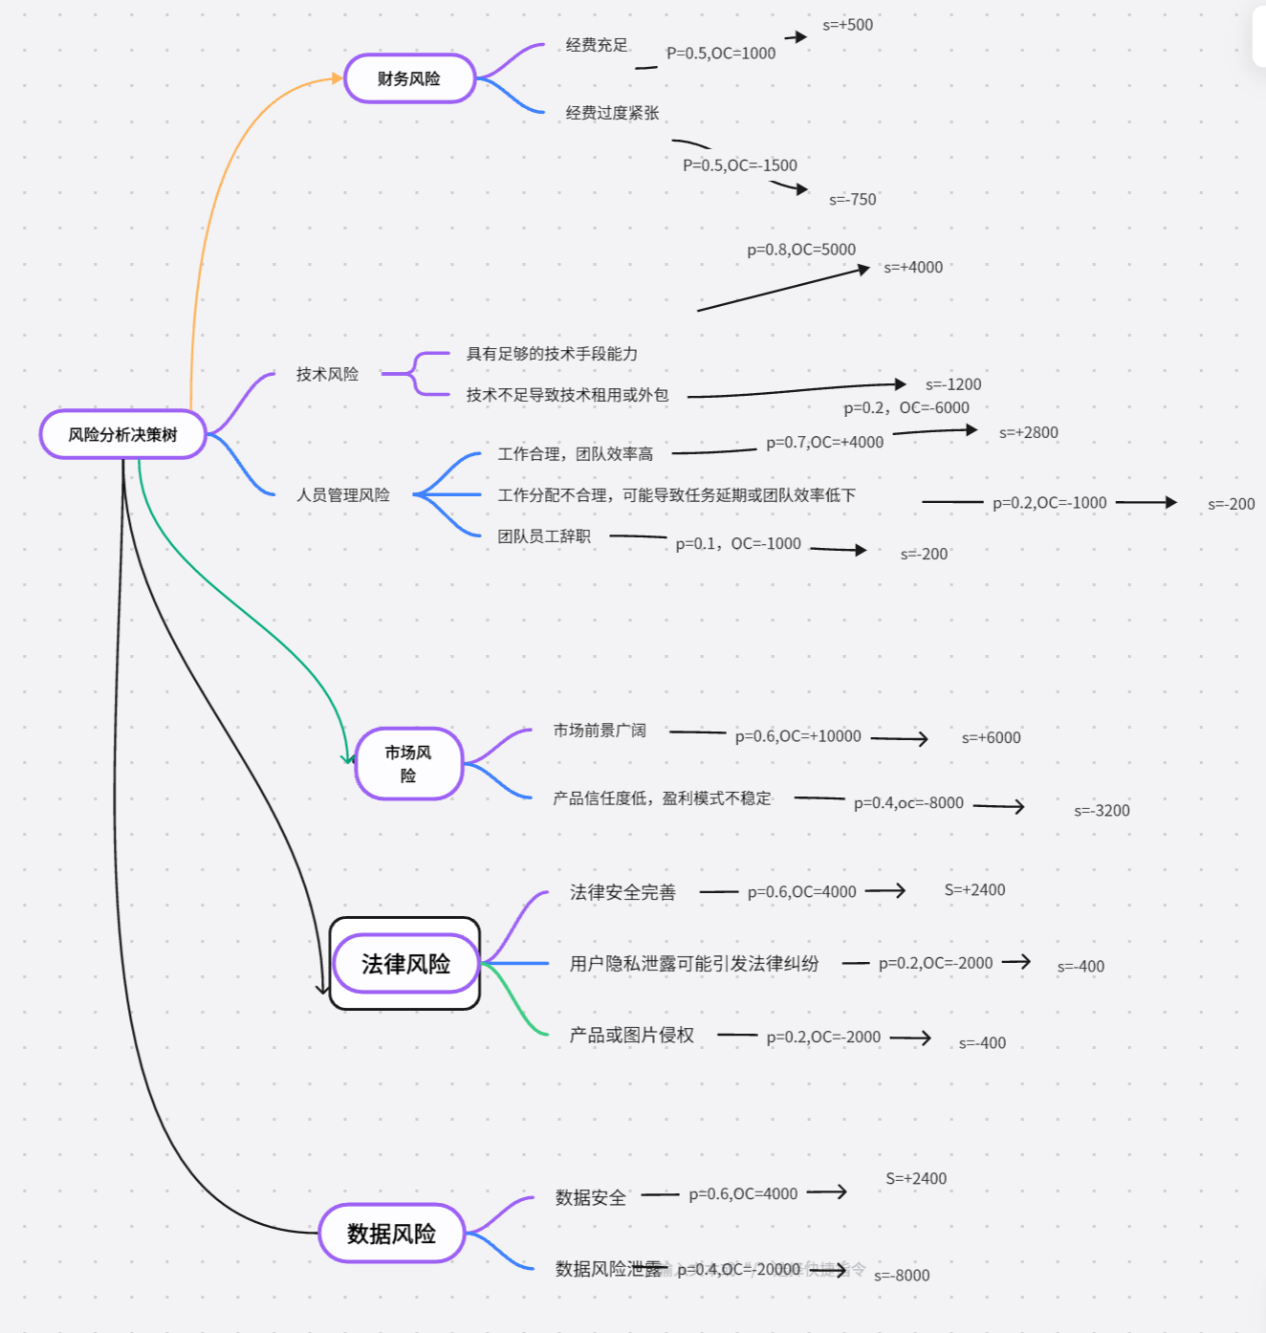 s=+500
经费充足
P=0.5,OC=1000
财务风险
经费过度紧张
P=0.5,OC=-1500
s=-750
p=0.8,OC=5000
s=+4000
具有足够的技术手段能力
技术风险
技术不足导致技术租用或外包
s=-1200
p=0.2，OC=-6000
风险分析决策树
工作合理，团队效率高
p=0.7,OC=+4000
s=+2800
人员管理风险
工作分配不合理，可能导致任务延期或团队效率低下
p=0.2,OC=-1000
s=-200
团队员工辞职
p=0.1，OC=-1000
s=-200
市场前景广阔
p=0.6,OC=+10000
s=+6000
市场风
险
产品信任度低，盈利模式不稳定
p=0.4,oc=-8000
s=-3200
法律安全完善
p=0.6,OC=4000
S=+2400
法律风险
用户隐私泄露可能引发法律纠纷
p=0.2,OC=-2000
s=-400
产品或图片侵权
p=0.2,OC=-2000
s=-400
数据安全
p=0.6,OC=4000
S=+2400
数据风险
数据风险泄露
p=0.4,OC=-20000
s=-8000